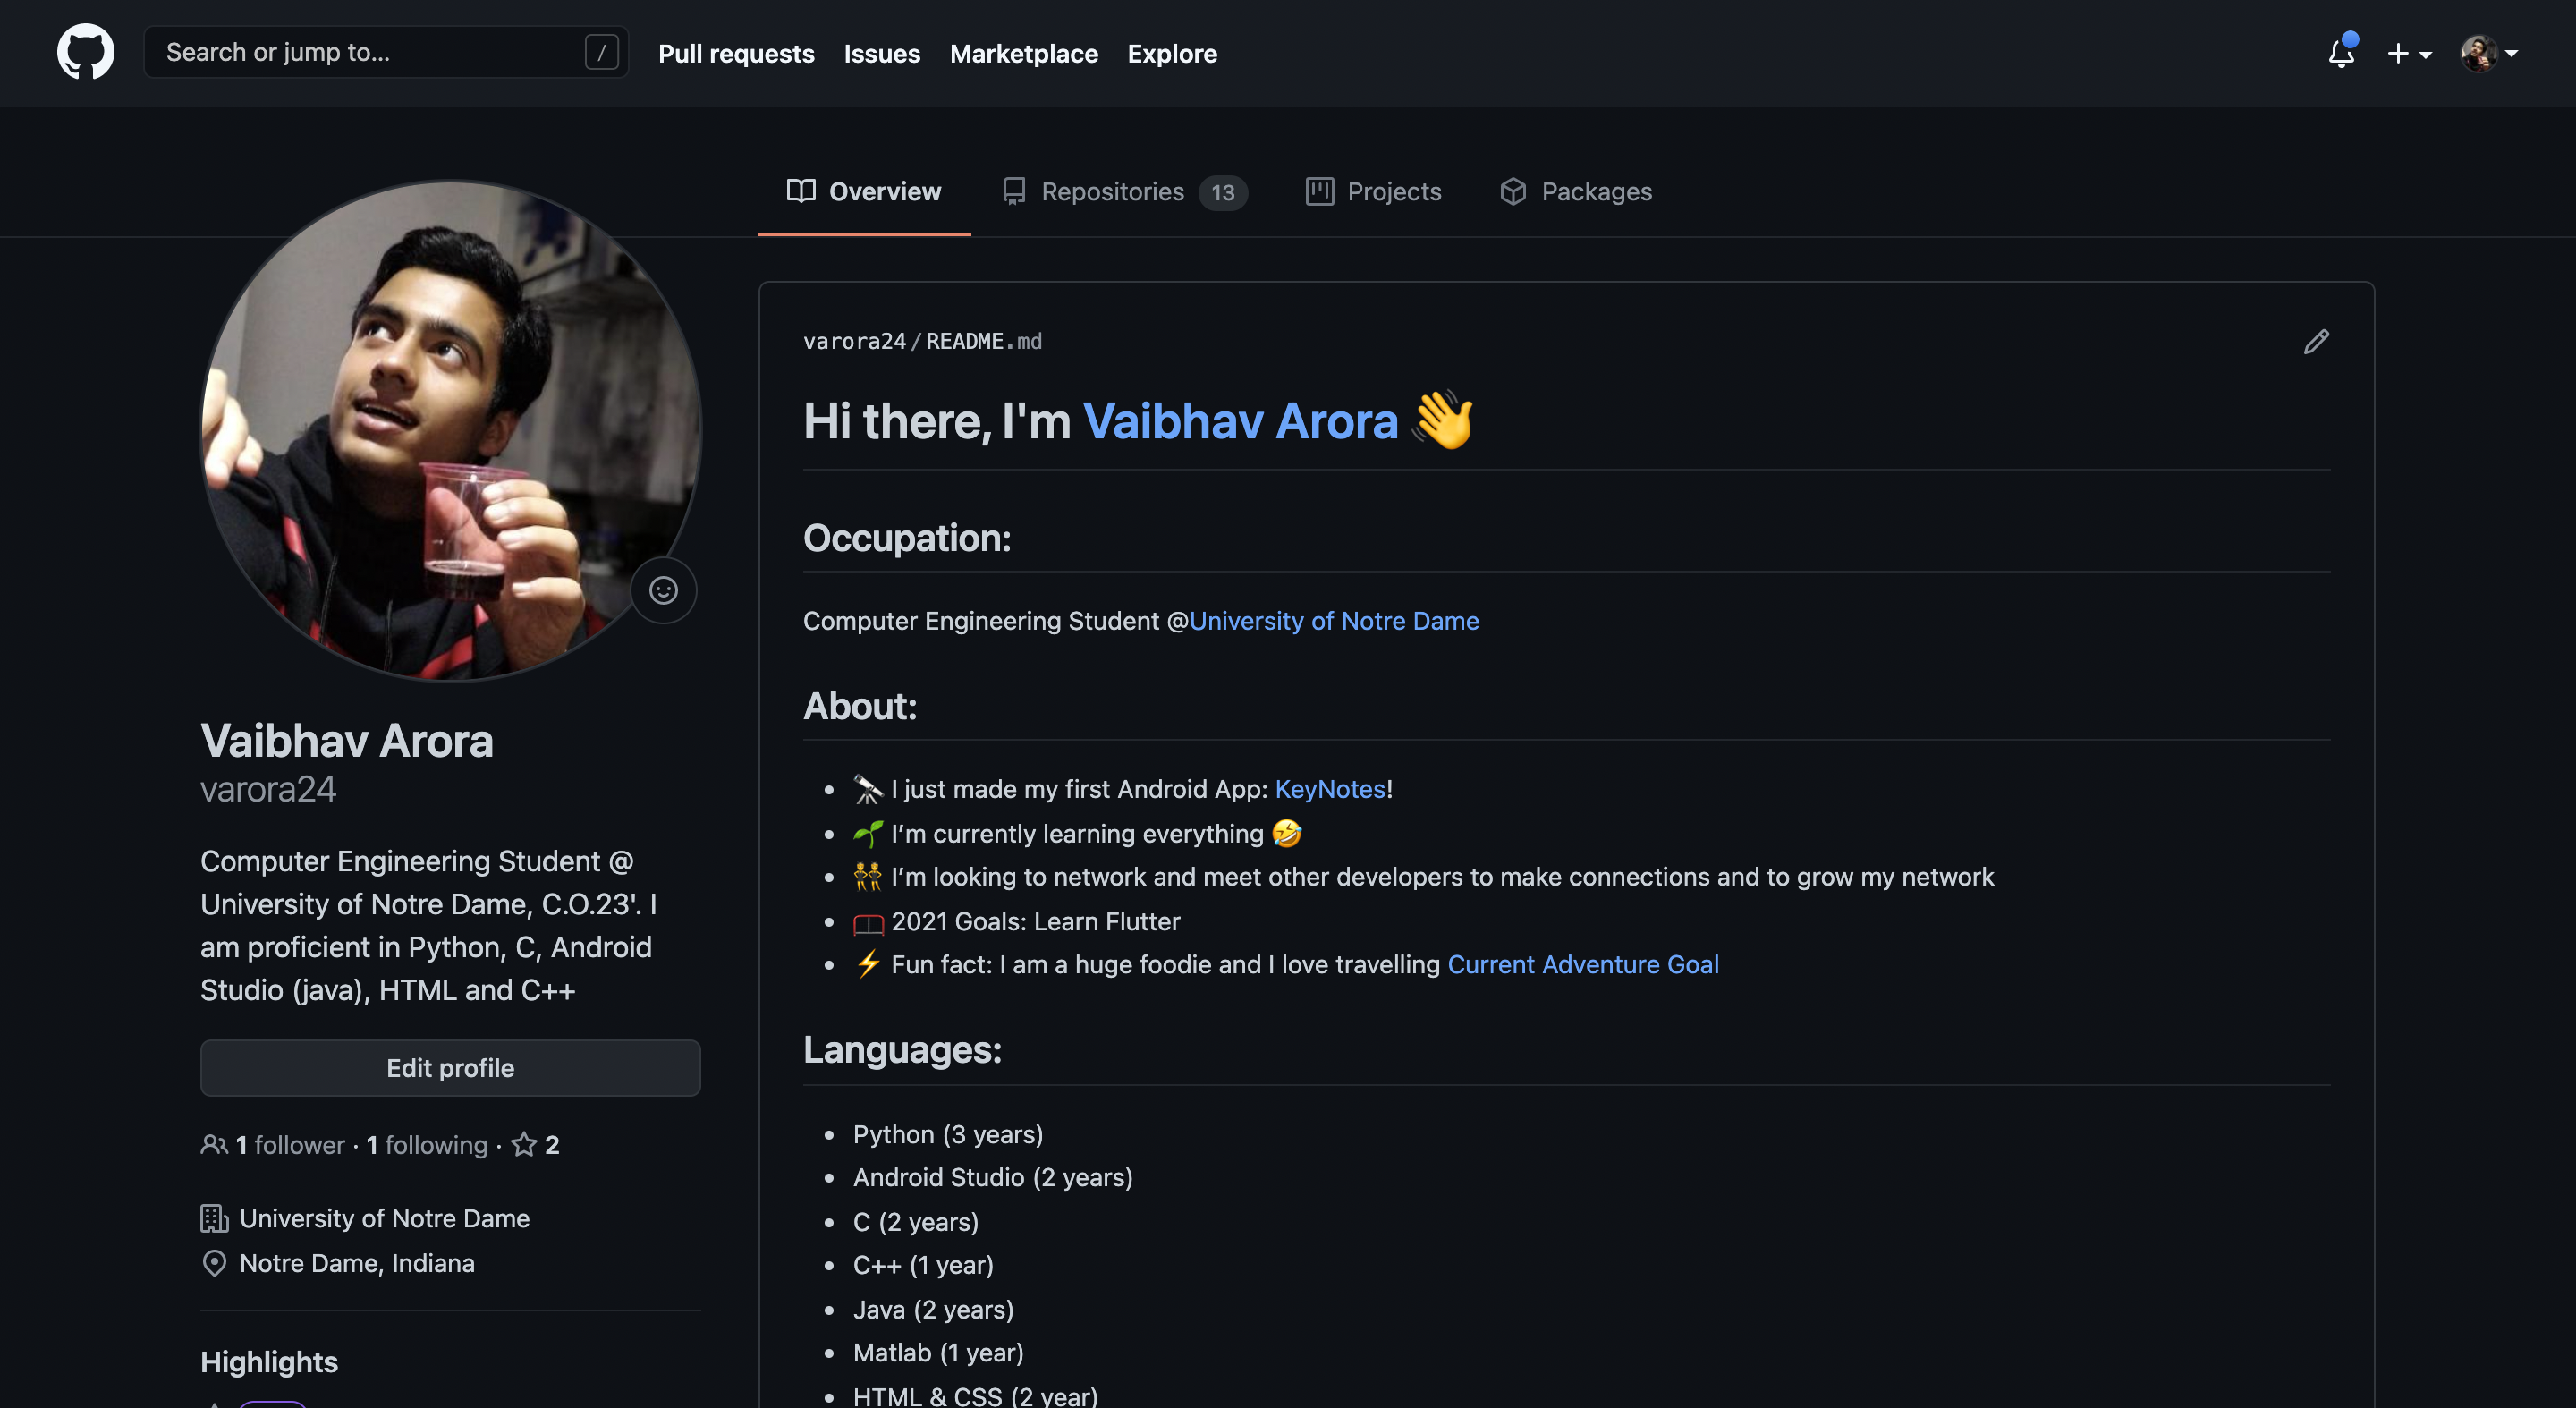 Search or jump to... /
Pull requests
Issues
Marketplace
Explore
Overview
Repositories 13
Projects
Packages
Vaibhav Arora
varora24
Computer Engineering Student @
University of Notre Dame, C.O.23'. I
am proficient in Python, C, Android
Studio (java), HTML and C++
Edit profile
1 follower · 1 following · 2
University of Notre Dame
Notre Dame, Indiana
Highlights
varora24/README.md
Hi there, I'm Vaibhav Arora 👋
Occupation:
Computer Engineering Student @University of Notre Dame
About:
• 🔭 I just made my first Android App: KeyNotes!
• 🌱 I’m currently learning everything 🤣
• 👯 I’m looking to network and meet other developers to make connections and to grow my network
• 🥅 2021 Goals: Learn Flutter
• ⚡ Fun fact: I am a huge foodie and I love travelling Current Adventure Goal
Languages:
• Python (3 years)
• Android Studio (2 years)
• C (2 years)
• C++ (1 year)
• Java (2 years)
• Matlab (1 year)
• HTML & CSS (2 year)